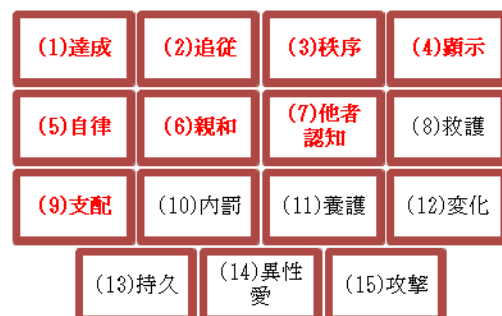 (1)達成
(2)追従
(3)秩序
(4)顕示
(5)自律
(6)親和
(7)他者
認知
(8)救護
(9)支配
(10)内罰
(11)養護
(12)変化
(13)持久
(14)異性
愛
(15)攻撃